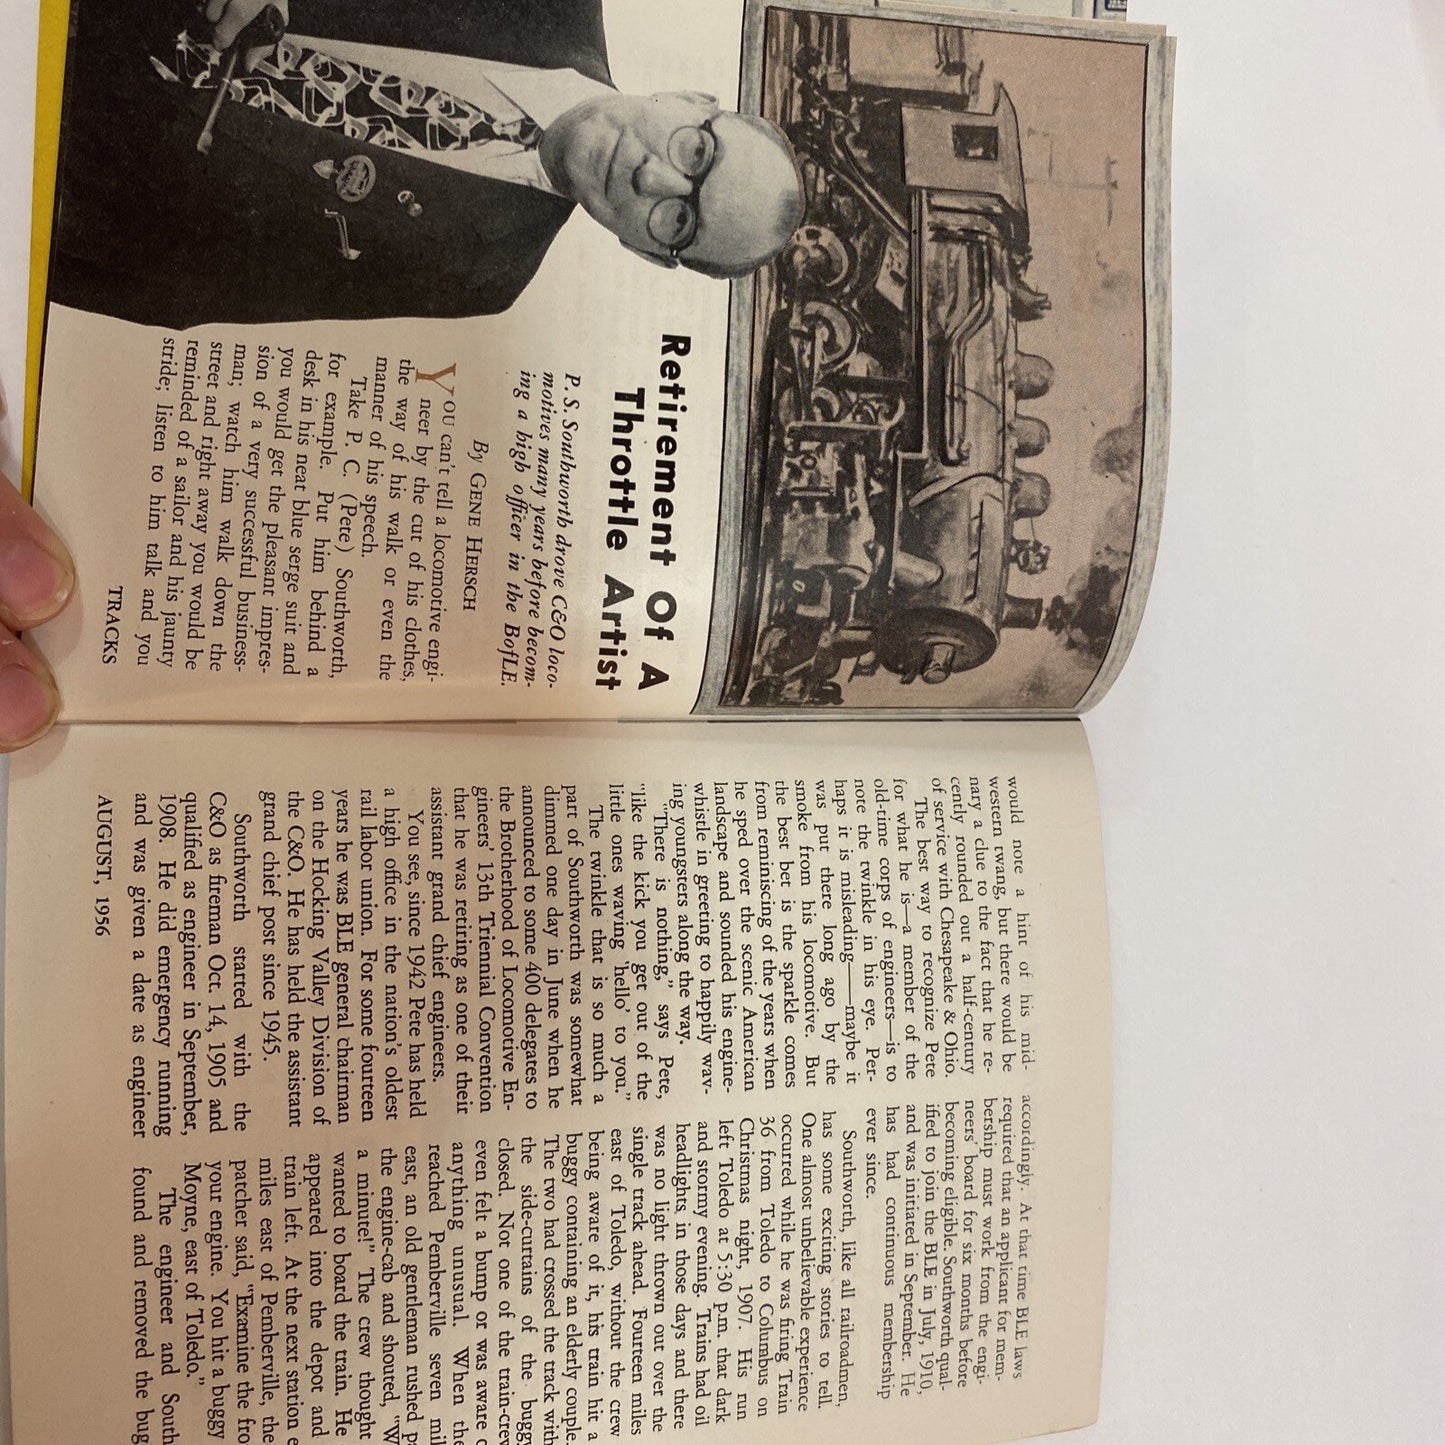 Retirement Of A
Throttle Artist
P. S. Southworth drove C&O loco-
motives many years before becom-
ing a high officer in the BofLE.
By GENE HERSCH
YOU can't tell a locomotive engi-
neer by the cut of his clothes,
the way of his walk or even the
manner of his speech.
Take P. C. (Pete) Southworth,
for example. Put him behind a
desk in his neat blue serge suit and
you would get the pleasant impres-
sion of a very successful business-
man; watch him walk down the
street and right away you would be
reminded of a sailor and his jaunty
stride; listen to him talk and you
TRACKS
would note a hint of his mid-
western twang, but there would be
nary a clue to the fact that he re-
cently rounded out a half-century
of service with Chesapeake & Ohio.
The best way to recognize Pete
for what he is—a member of the
old-time corps of engineers—is to
note the twinkle in his eye. Per-
haps it is misleading——maybe it
was put there long ago by the
smoke from his locomotive. But
the best bet is the sparkle comes
from reminiscing of the years when
he sped over the scenic American
landscape and sounded his engine-
whistle in greeting to happily wav-
ing youngsters along the way.
"There is nothing," says Pete,
"like the kick you get out of the
little ones waving 'hello' to you."
The twinkle that is so much a
part of Southworth was somewhat
dimmed one day in June when he
announced to some 400 delegates to
the Brotherhood of Locomotive En-
gineers' 13th Triennial Convention
that he was retiring as one of their
assistant grand chief engineers.
You see, since 1942 Pete has held
a high office in the nation's oldest
rail labor union. For some fourteen
years he was BLE general chairman
on the Hocking Valley Division of
the C&O. He has held the assistant
grand chief post since 1945.
Southworth started with the
C&O as fireman Oct. 14, 1905 and
qualified as engineer in September,
1908. He did emergency running
and was given a date as engineer
AUGUST, 1956
accordingly. At that time BLE laws
required that an applicant for mem-
bership must work from the engi-
neers' board for six months before
becoming eligible. Southworth qual-
ified to join the BLE in July, 1910,
and was initiated in September. He
has had continuous membership
ever since.
Southworth, like all railroadmen,
has some exciting stories to tell.
One almost unbelievable experience
occurred while he was firing Train
36 from Toledo to Columbus on
Christmas night, 1907. His run
left Toledo at 5:30 p.m. that dark
and stormy evening. Trains had oil
headlights in those days and there
was no light thrown out over the
single track ahead. Fourteen miles
east of Toledo, without the crew
being aware of it, his train hit a
buggy containing an elderly couple.
The two had crossed the track with
the side-curtains of the buggy
closed. Not one of the train-crew
even felt a bump or was aware
anything unusual. When the
reached Pemberville seven
east, an old gentleman rushed
the engine-cab and shouted,
a minute!" The crew thought
wanted to board the train. He
appeared into the depot and
train left. At the next station
miles east of Pemberville, the
patcher said, "Examine the
your engine. You hit a buggy
Moyne, east of Toledo."
The engineer and
found and removed the